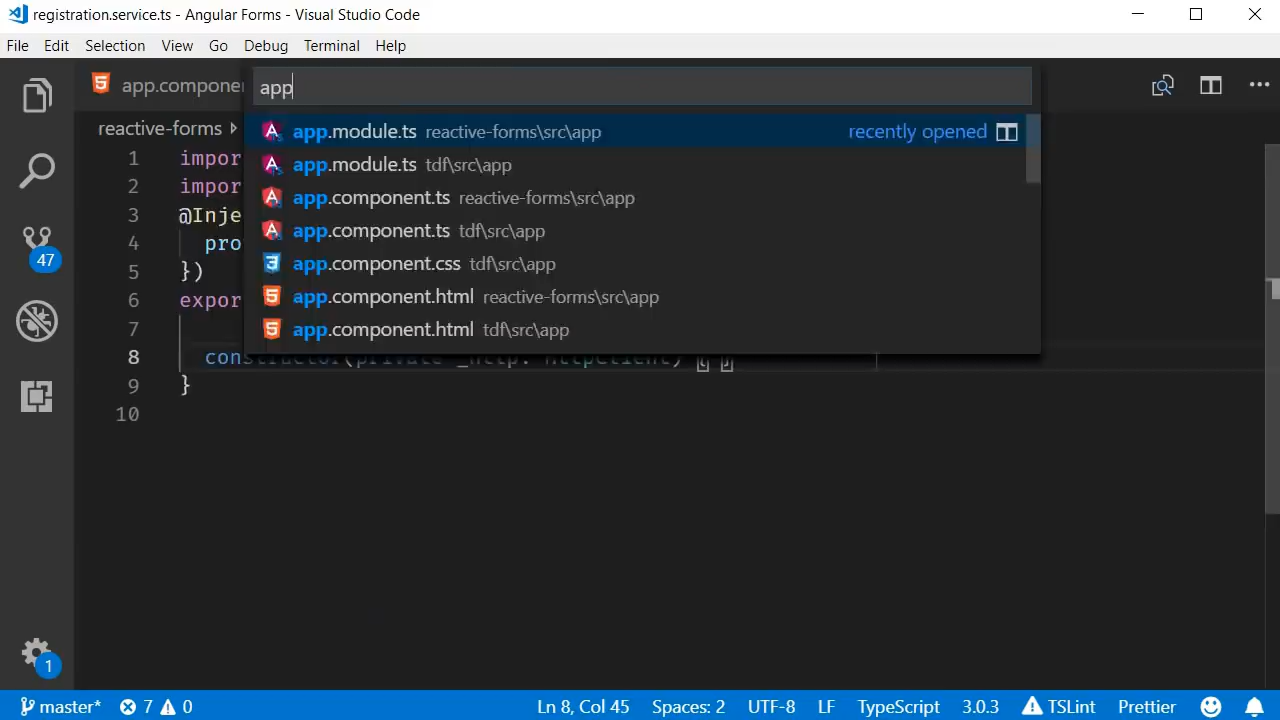 registration.service.ts - Angular Forms - Visual Studio Code
File Edit Selection View Go Debug Terminal Help
app.componen
app
reactive-forms
app.module.ts reactive-forms\src\app recently opened
app.module.ts tdf\src\app
app.component.ts reactive-forms\src\app
app.component.ts tdf\src\app
app.component.css tdf\src\app
app.component.html reactive-forms\src\app
app.component.html tdf\src\app
1 impor
2 impor
3 @Inje
4 pro
5 })
6 expor
7
8 constructor(private _http: HttpClient) { }
9 }
10
47
1
master* 7 0 Ln 8, Col 45 Spaces: 2 UTF-8 LF TypeScript 3.0.3 TSLint Prettier